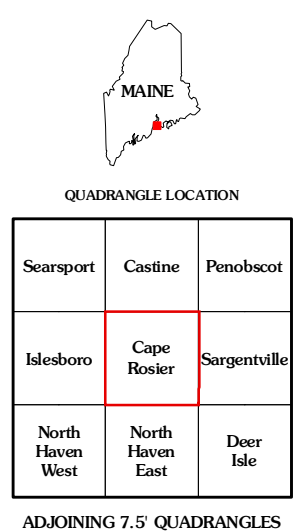 MAINE
QUADRANGLE LOCATION
Searsport Castine Penobscot
Islesboro Cape Rosier Sargentville
North Haven West North Haven East Deer Isle
ADJOINING 7.5' QUADRANGLES